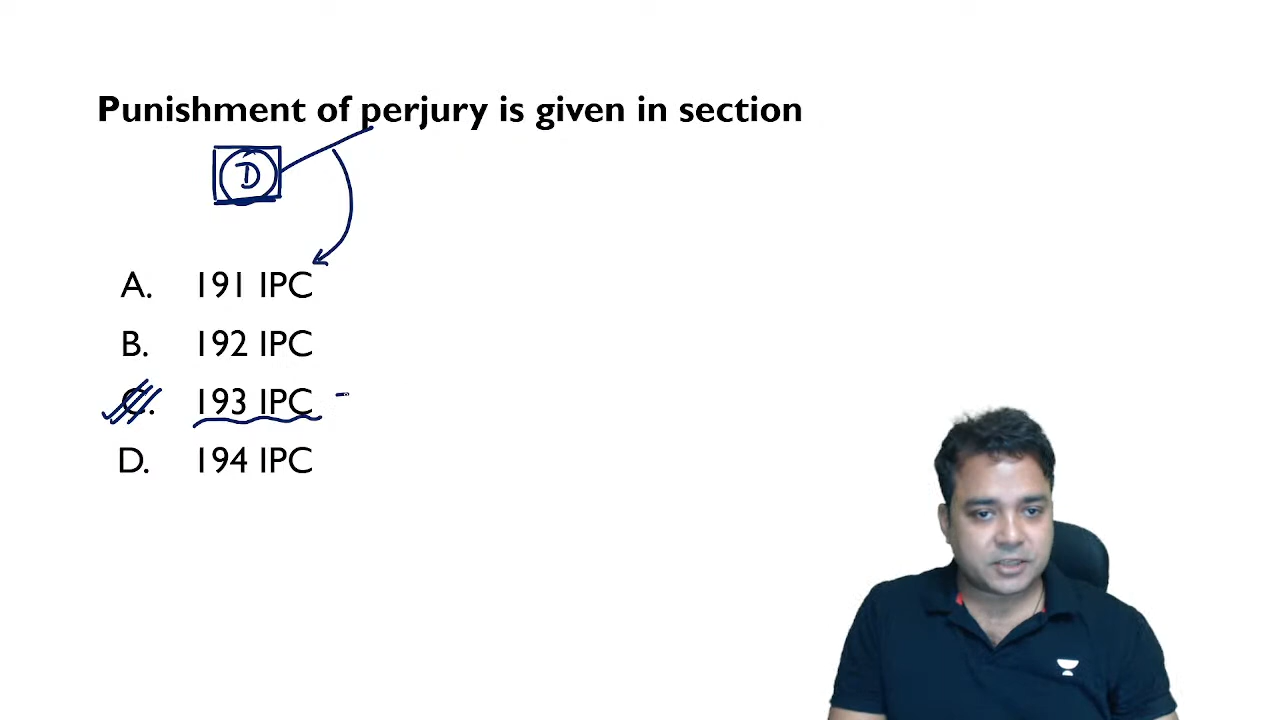 Punishment of perjury is given in section
D
A. 191 IPC
B. 192 IPC
C. 193 IPC -
D. 194 IPC